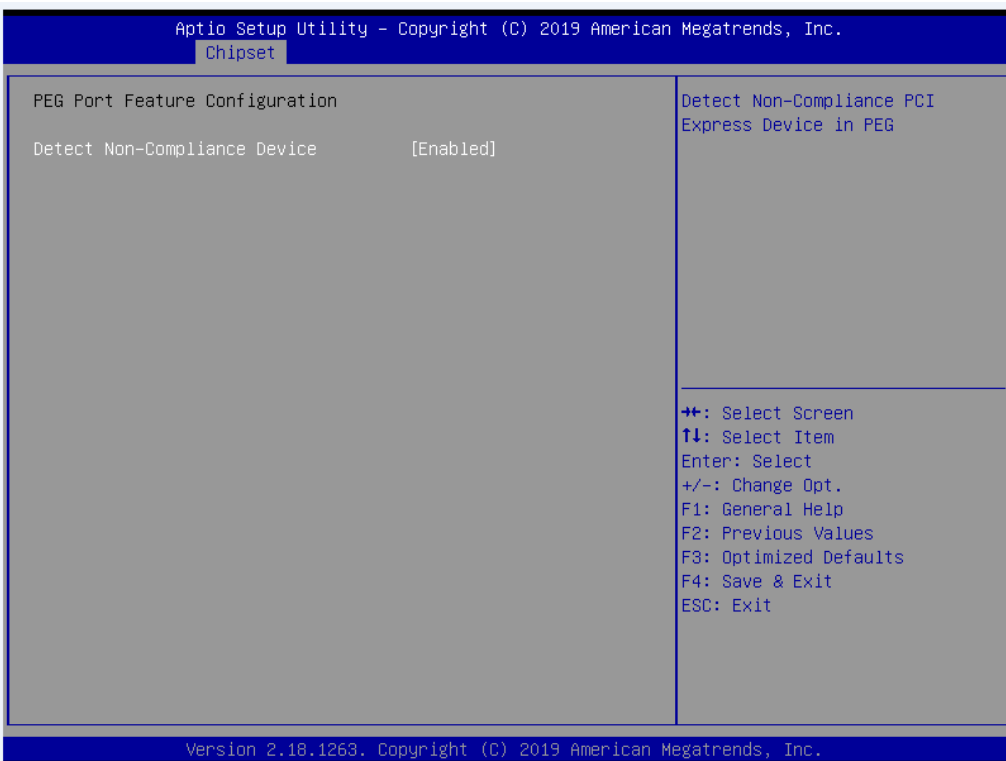 Aptio Setup Utility – Copyright (C) 2019 American Megatrends, Inc.
Chipset
PEG Port Feature Configuration
Detect Non-Compliance Device [Enabled]
Detect Non-Compliance PCI
Express Device in PEG
→←: Select Screen
↑↓: Select Item
Enter: Select
+/-: Change Opt.
F1: General Help
F2: Previous Values
F3: Optimized Defaults
F4: Save & Exit
ESC: Exit
Version 2.18.1263. Copyright (C) 2019 American Megatrends, Inc.